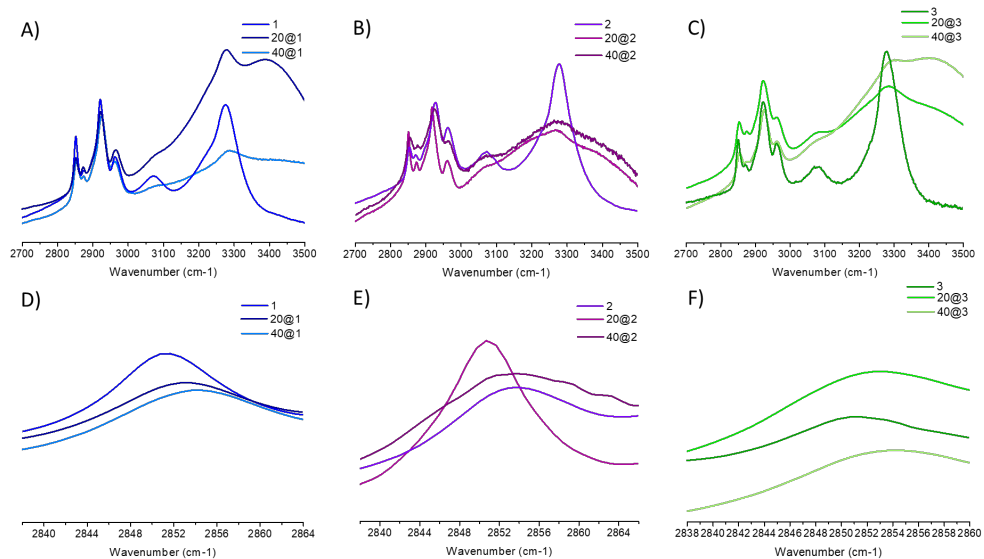 A)
1
20@1
40@1
2700 2800 2900 3000 3100 3200 3300 3400 3500
Wavenumber (cm-1)
B)
2
20@2
40@2
2700 2800 2900 3000 3100 3200 3300 3400 3500
Wavenumber (cm-1)
C)
3
20@3
40@3
2700 2800 2900 3000 3100 3200 3300 3400 3500
Wavenumber (cm-1)
D)
1
20@1
40@1
2840 2844 2848 2852 2856 2860 2864
Wavenumber (cm-1)
E)
2
20@2
40@2
2840 2844 2848 2852 2856 2860 2864
Wavenumber (cm-1)
F)
3
20@3
40@3
2838 2840 2842 2844 2846 2848 2850 2852 2854 2856 2858 2860
Wavenumber (cm-1)